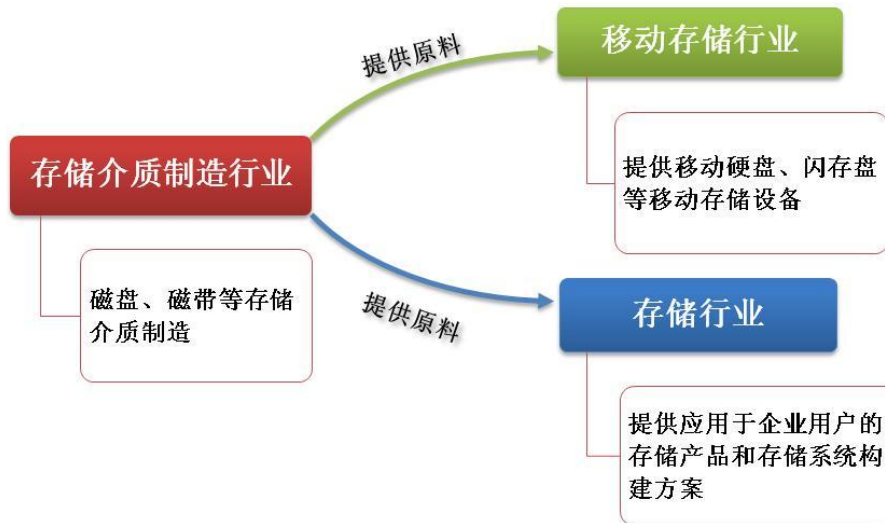 提供原料
移动存储行业
提供移动硬盘、闪存盘
等移动存储设备
存储介质制造行业
磁盘、磁带等存储
介质制造
提供原料
存储行业
提供应用于企业用户的
存储产品和存储系统构
建方案